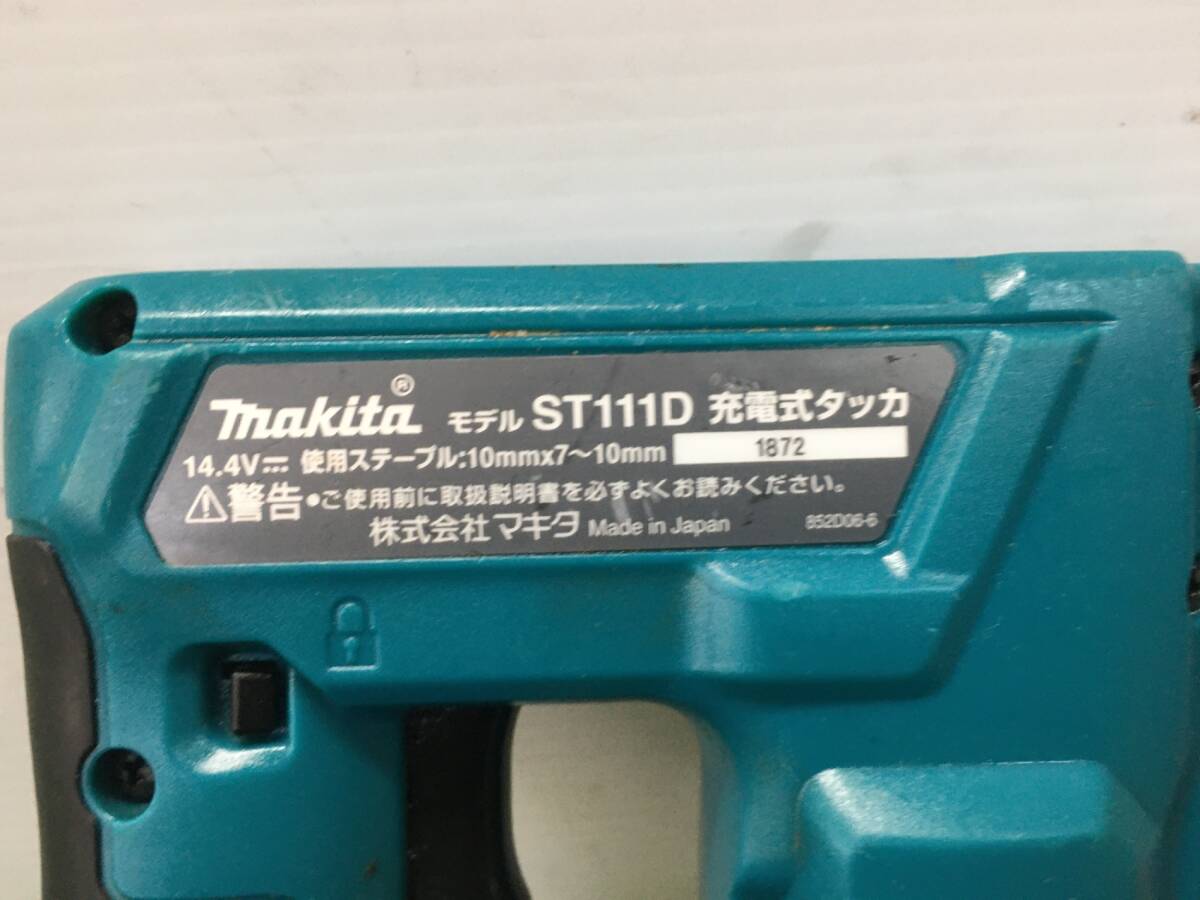 makita® モデル ST111D 充電式タッカ
14.4V⎓ 使用ステープル:10mmx7～10mm 1872
⚠警告●ご使用前に取扱説明書を必ずよくお読みください。
株式会社 マキタ Made in Japan 852D06-6